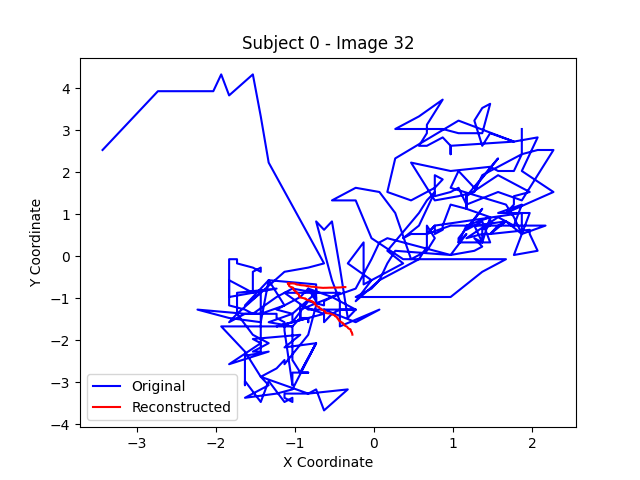 Subject 0 - Image 32
Y Coordinate
4
3
2
1
0
−1
−2
−3
−4
Original
Reconstructed
−3 −2 −1 0 1 2
X Coordinate